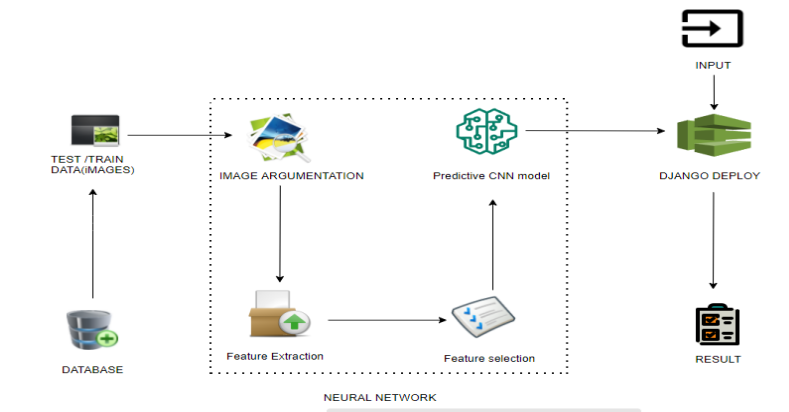 INPUT
TEST /TRAIN
DATA(iMAGES)
IMAGE ARGUMENTATION
Predictive CNN model
DJANGO DEPLOY
Feature Extraction
Feature selection
RESULT
DATABASE
NEURAL NETWORK